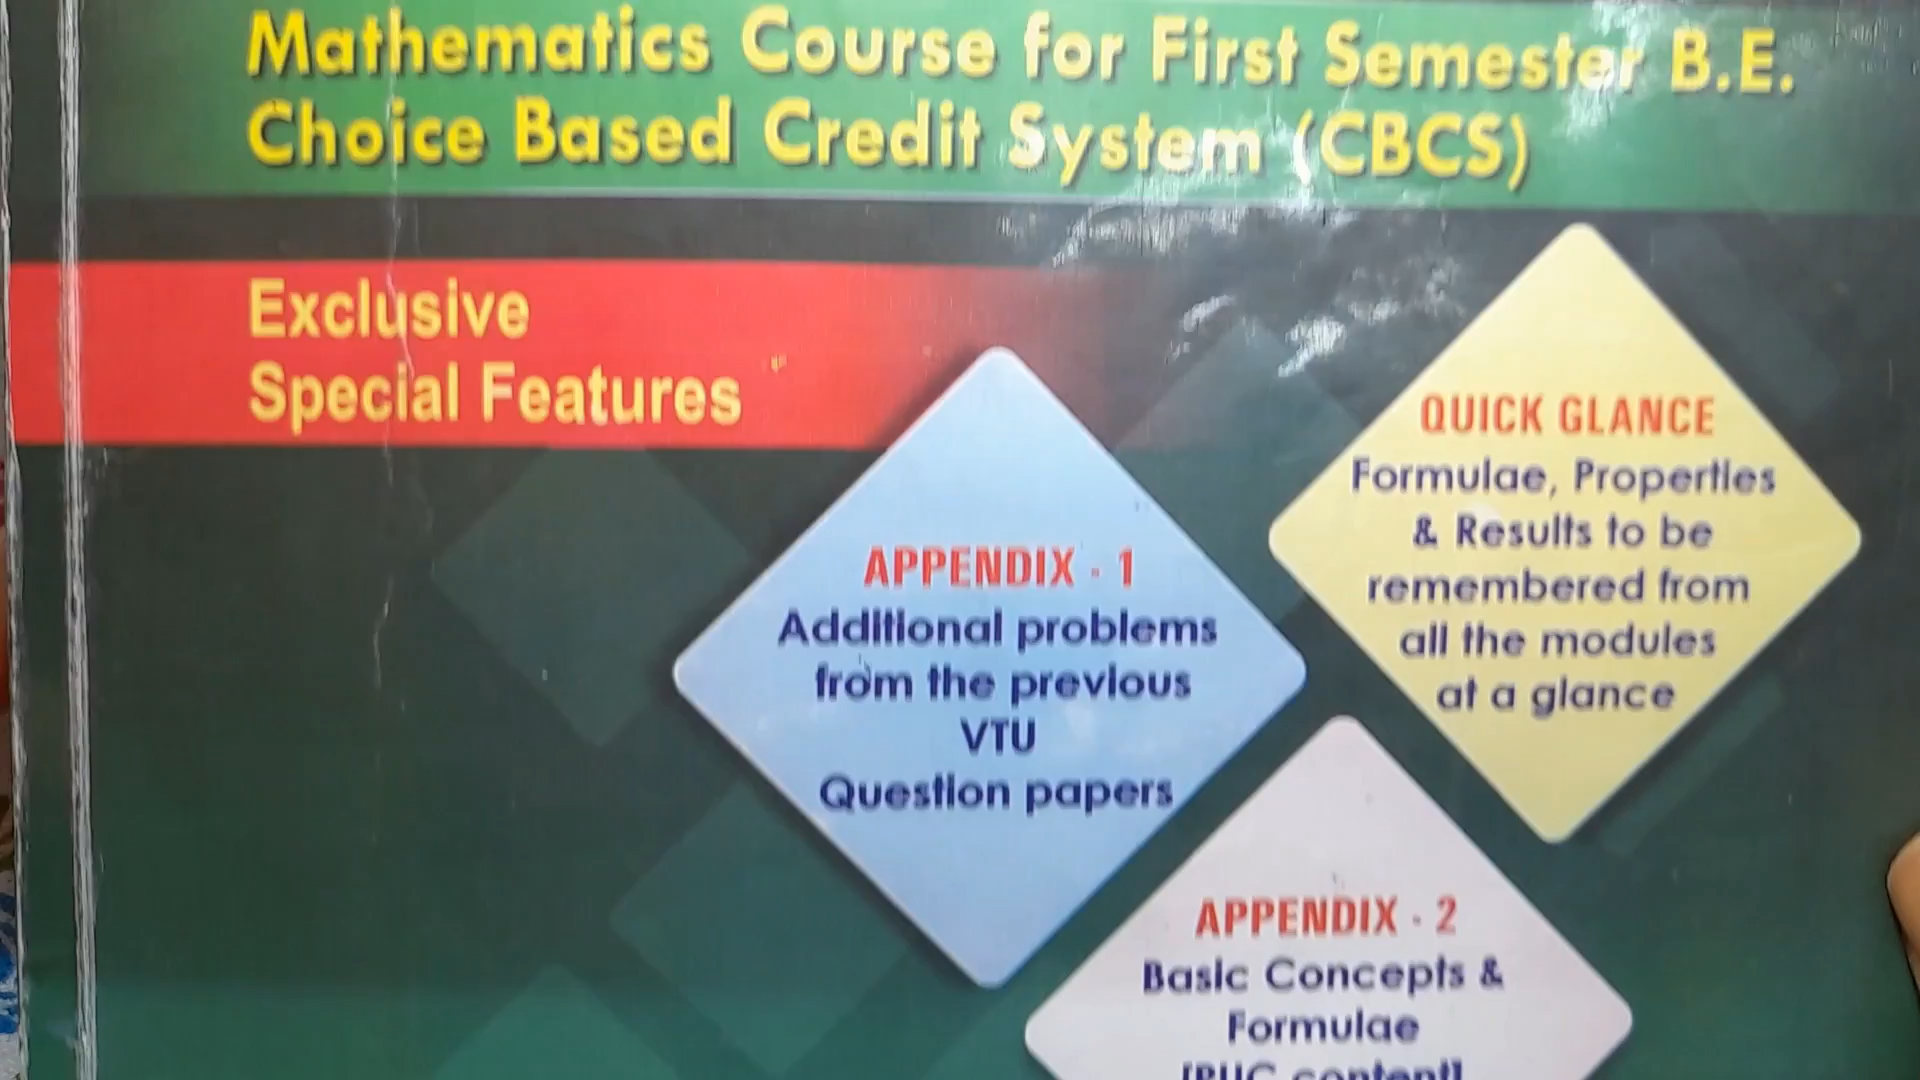 Mathematics Course for First Semester B.E.
Choice Based Credit System (CBCS)
Exclusive
Special Features
QUICK GLANCE
Formulae, Properties
& Results to be
remembered from
all the modules
at a glance
APPENDIX - 1
Additional problems
from the previous
VTU
Question papers
APPENDIX - 2
Basic Concepts &
Formulae
[PUC content]